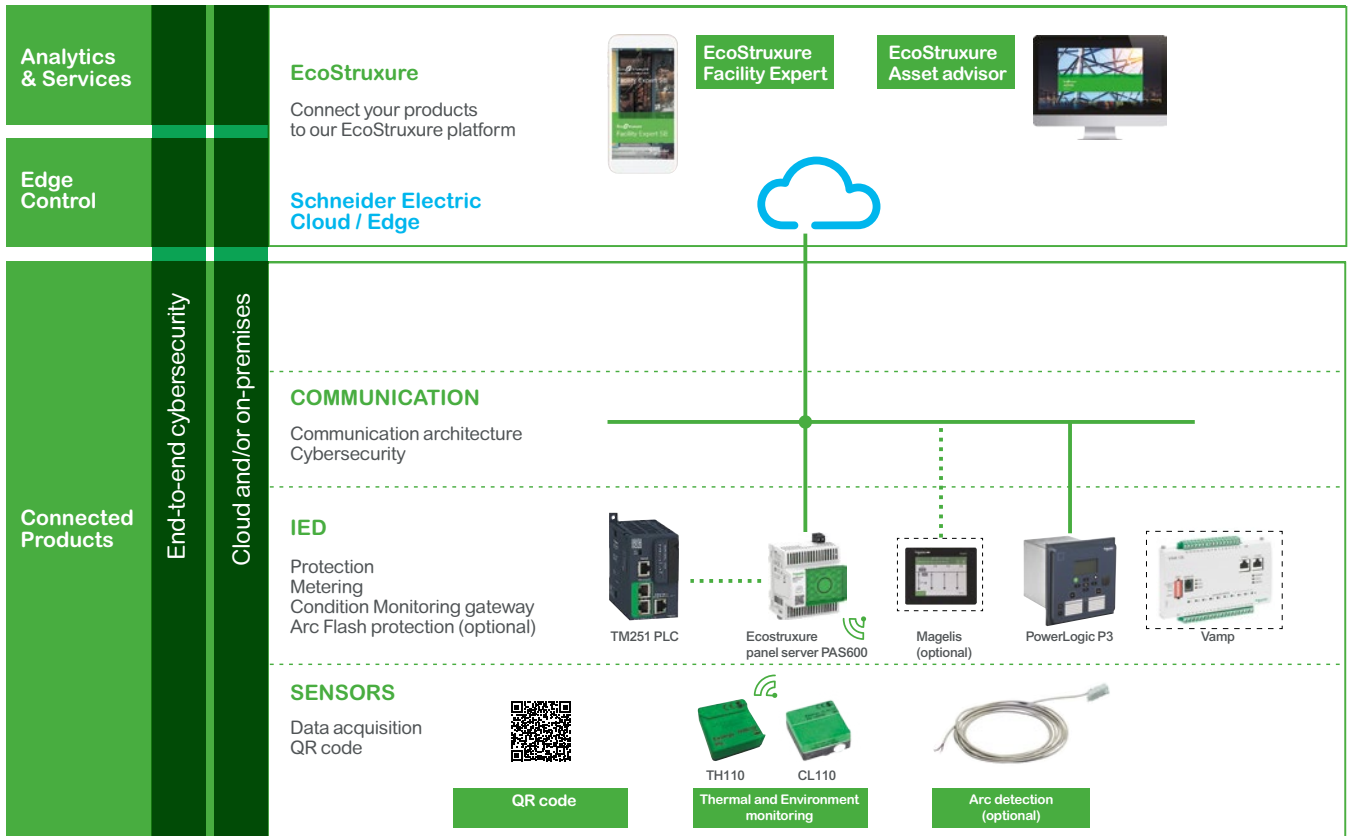 Analytics
& Services
Edge
Control
Connected
Products
End-to-end cybersecurity
Cloud and/or on-premises
EcoStruxure
Connect your products
to our EcoStruxure platform
Facility Expert SE
EcoStruxure
Facility Expert
EcoStruxure
Asset advisor
Schneider Electric
Cloud / Edge
COMMUNICATION
Communication architecture
Cybersecurity
IED
Protection
Metering
Condition Monitoring gateway
Arc Flash protection (optional)
TM251 PLC
Ecostruxure
panel server PAS600
Magelis
(optional)
PowerLogic P3
Vamp
SENSORS
Data acquisition
QR code
TH110
CL110
QR code
Thermal and Environment
monitoring
Arc detection
(optional)